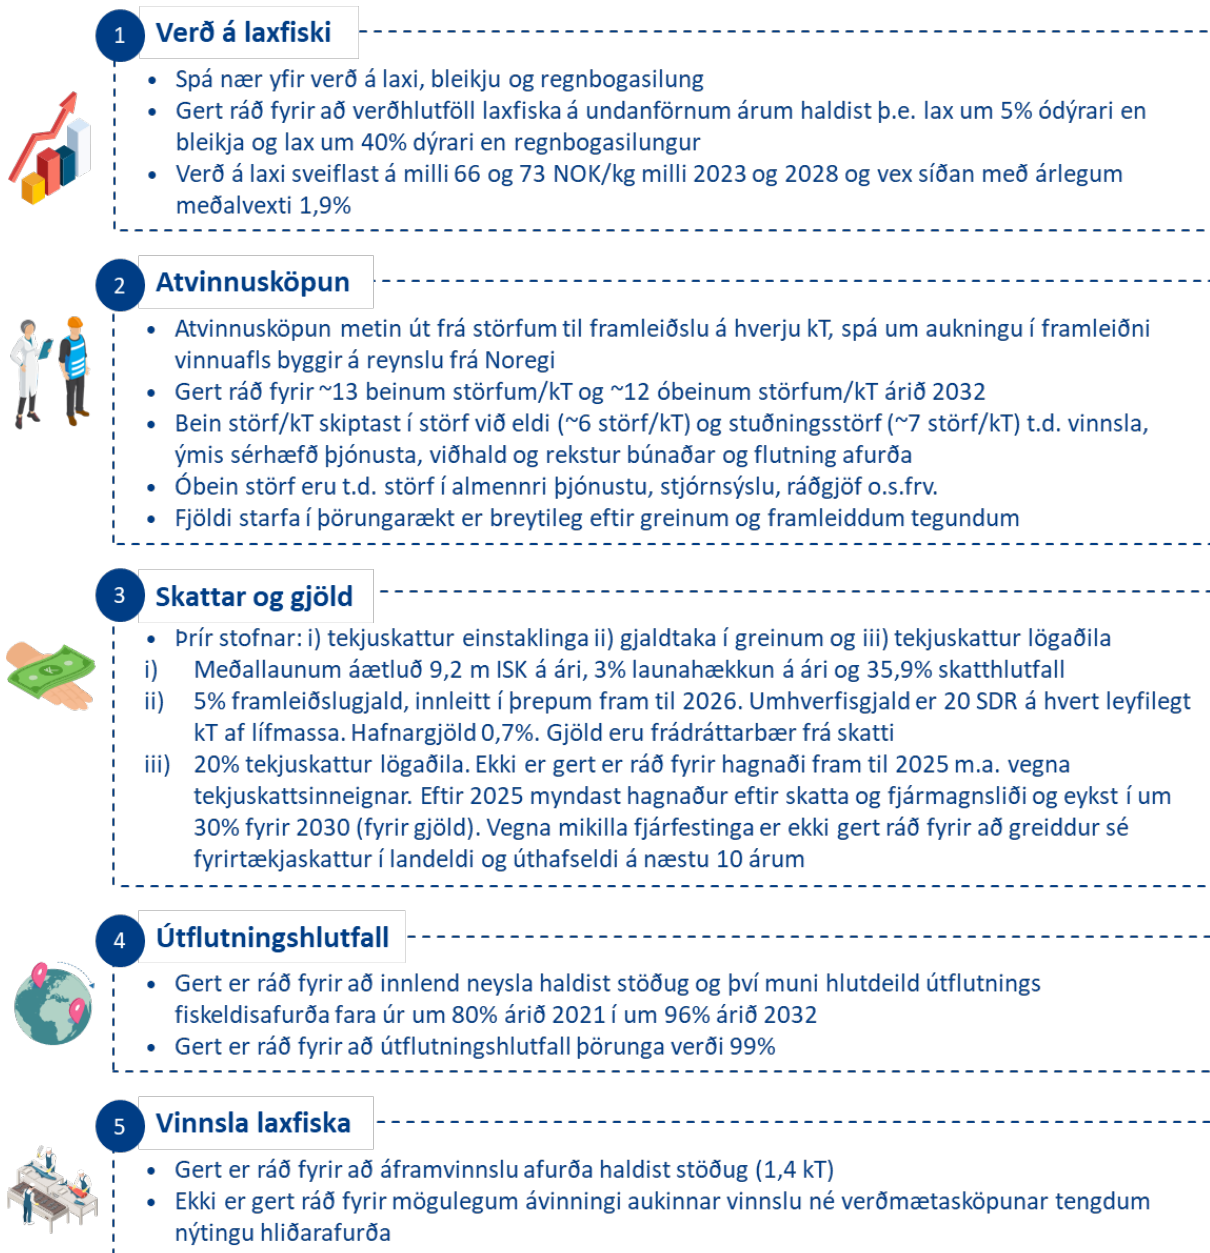 1 Verð á laxfiski
• Spá nær yfir verð á laxi, bleikju og regnbogasilung
• Gert ráð fyrir að verðhlutföll laxfiska á undanförnum árum haldist þ.e. lax um 5% ódýrari en
bleikja og lax um 40% dýrari en regnbogasilungur
• Verð á laxi sveiflast á milli 66 og 73 NOK/kg milli 2023 og 2028 og vex síðan með árlegum
meðalvexti 1,9%
2 Atvinnusköpun
• Atvinnusköpun metin út frá störfum til framleiðslu á hverju kT, spá um aukningu í framleiðni
vinnuafls byggir á reynslu frá Noregi
• Gert ráð fyrir ~13 beinum störfum/kT og ~12 óbeinum störfum/kT árið 2032
• Bein störf/kT skiptast í störf við eldi (~6 störf/kT) og stuðningsstörf (~7 störf/kT) t.d. vinnsla,
ýmis sérhæfð þjónusta, viðhald og rekstur búnaðar og flutning afurða
• Óbein störf eru t.d. störf í almennri þjónustu, stjórnsýslu, ráðgjöf o.s.frv.
• Fjöldi starfa í þörungarækt er breytileg eftir greinum og framleiddum tegundum
3 Skattar og gjöld
• Þrír stofnar: i) tekjuskattur einstaklinga ii) gjaldtaka í greinum og iii) tekjuskattur lögaðila
i) Meðallaunum áætluð 9,2 m ISK á ári, 3% launahækkun á ári og 35,9% skatthlutfall
ii) 5% framleiðslugjald, innleitt í þrepum fram til 2026. Umhverfisgjald er 20 SDR á hvert leyfilegt
kT af lífmassa. Hafnargjöld 0,7%. Gjöld eru frádráttarbær frá skatti
iii) 20% tekjuskattur lögaðila. Ekki er gert er ráð fyrir hagnaði fram til 2025 m.a. vegna
tekjuskattsinneignar. Eftir 2025 myndast hagnaður eftir skatta og fjármagnsliði og eykst í um
30% fyrir 2030 (fyrir gjöld). Vegna mikilla fjárfestinga er ekki gert ráð fyrir að greiddur sé
fyrirtækjaskattur í landeldi og úthafseldi á næstu 10 árum
4 Útflutningshlutfall
• Gert er ráð fyrir að innlend neysla haldist stöðug og því muni hlutdeild útflutnings
fiskeldisafurða fara úr um 80% árið 2021 í um 96% árið 2032
• Gert er ráð fyrir að útflutningshlutfall þörunga verði 99%
5 Vinnsla laxfiska
• Gert er ráð fyrir að áframvinnslu afurða haldist stöðug (1,4 kT)
• Ekki er gert ráð fyrir mögulegum ávinningi aukinnar vinnslu né verðmætasköpunar tengdum
nýtingu hliðarafurða